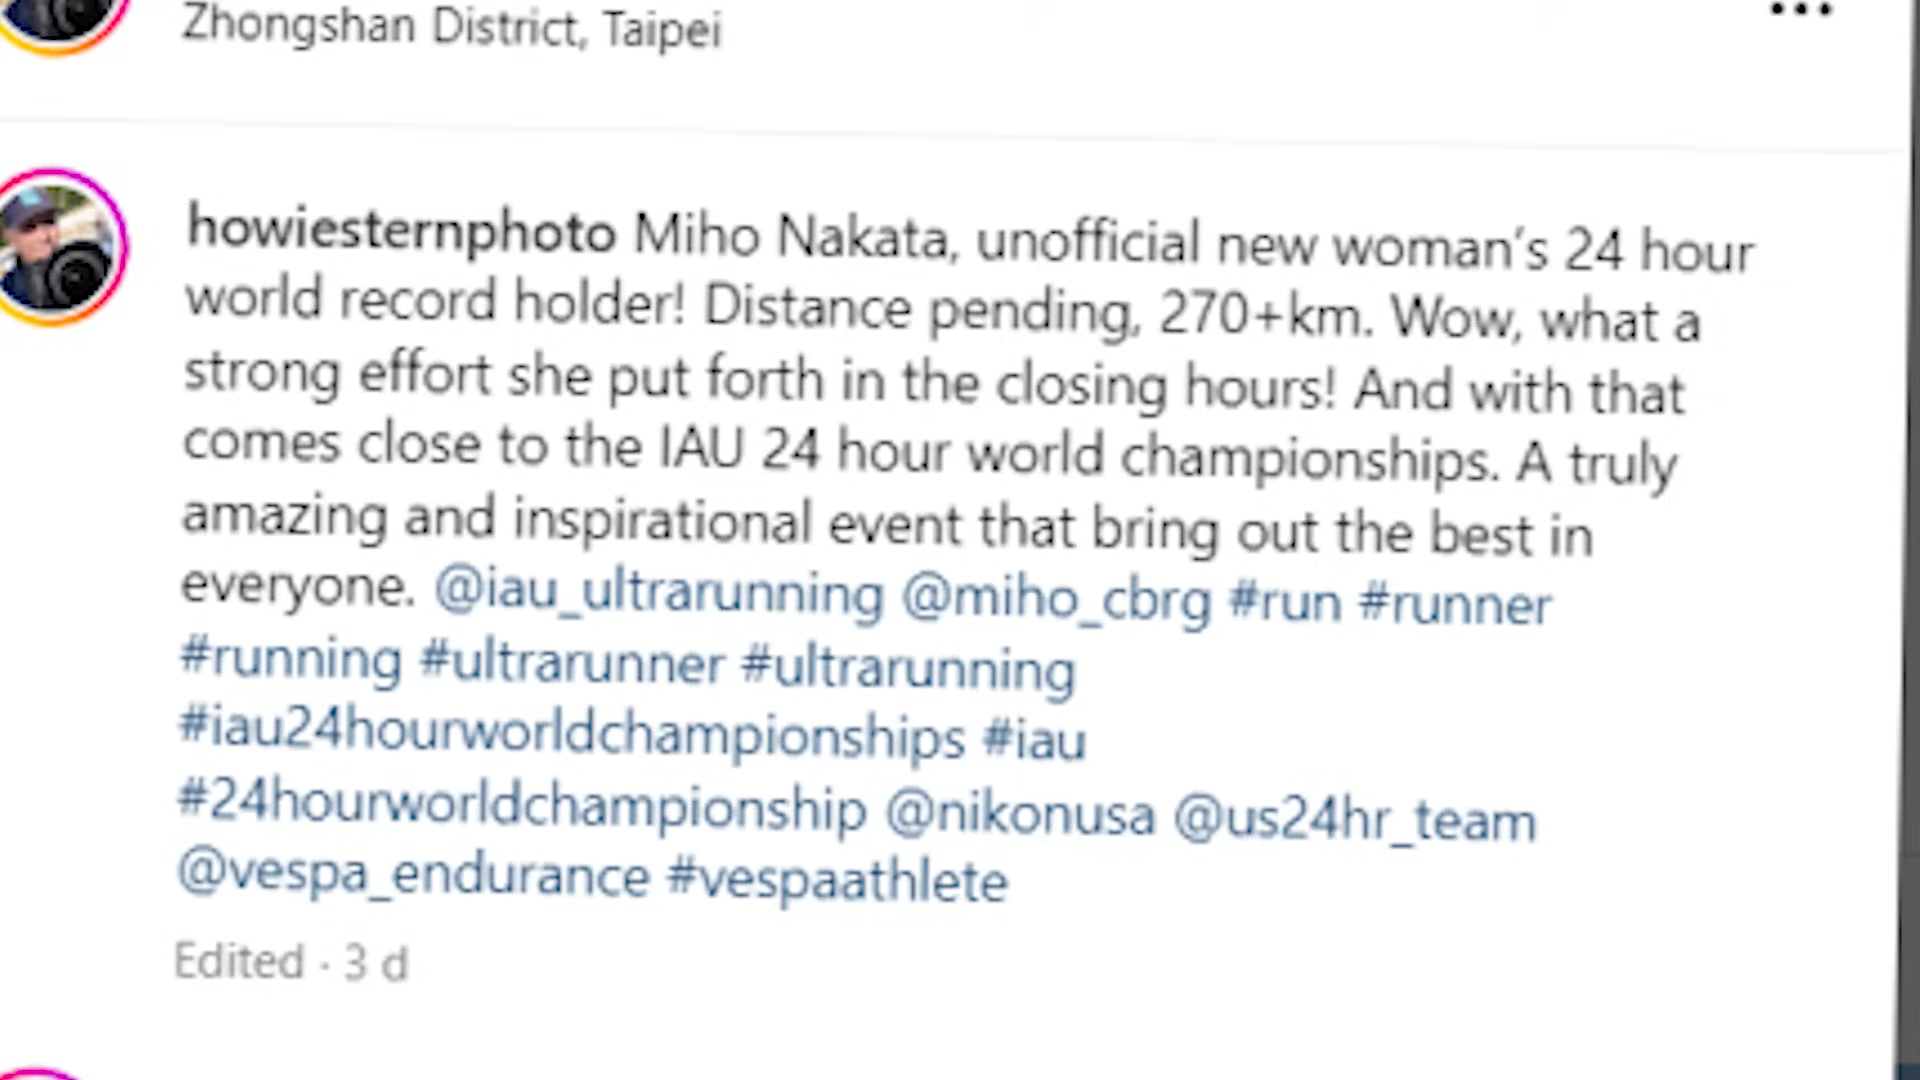 Zhongshan District, Taipei
howiesternphoto Miho Nakata, unofficial new woman's 24 hour
world record holder! Distance pending, 270+km. Wow, what a
strong effort she put forth in the closing hours! And with that
comes close to the IAU 24 hour world championships. A truly
amazing and inspirational event that bring out the best in
everyone. @iau_ultrarunning @miho_cbrg #run #runner
#running #ultrarunner #ultrarunning
#iau24hourworldchampionships #iau
#24hourworldchampionship @nikonusa @us24hr_team
@vespa_endurance #vespaathlete
Edited · 3 d